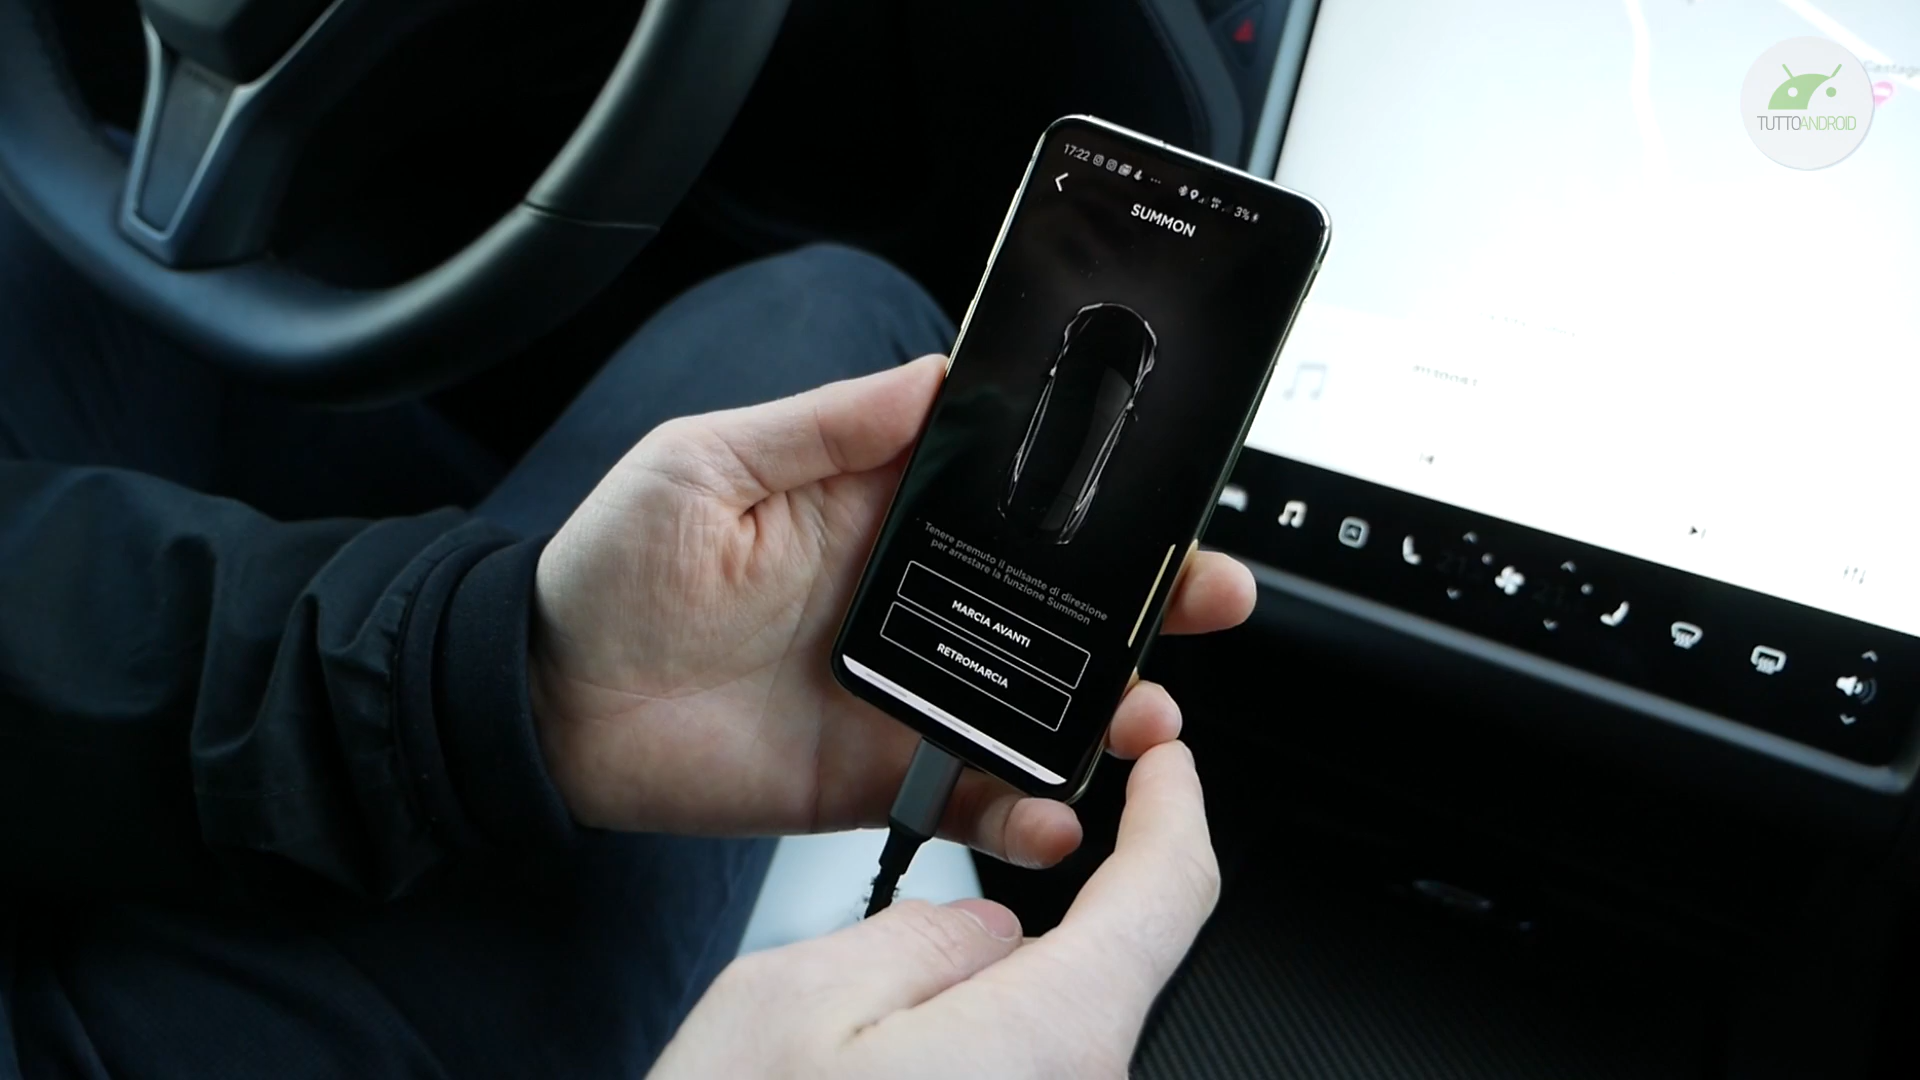 TUTTOANDROID
17:22
3%
SUMMON
Tenere premuto il pulsante di direzione
per arrestare la funzione Summon
MARCIA AVANTI
RETROMARCIA